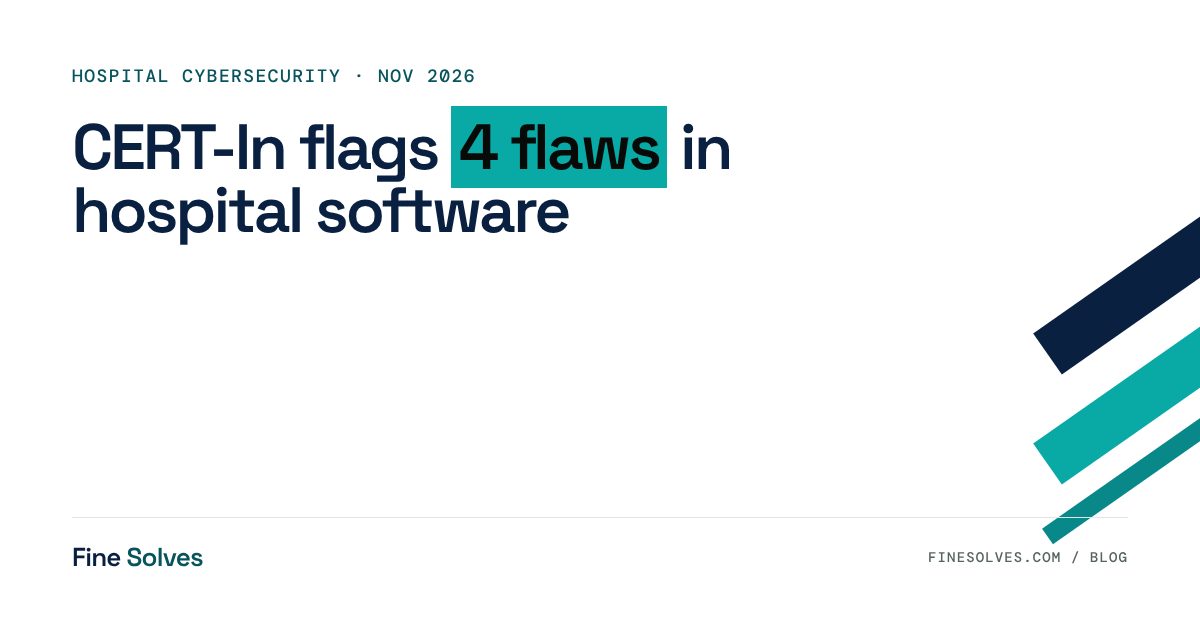 HOSPITAL CYBERSECURITY · NOV 2026
CERT-In flags 4 flaws in
hospital software
Fine Solves
FINESOLVES.COM / BLOG